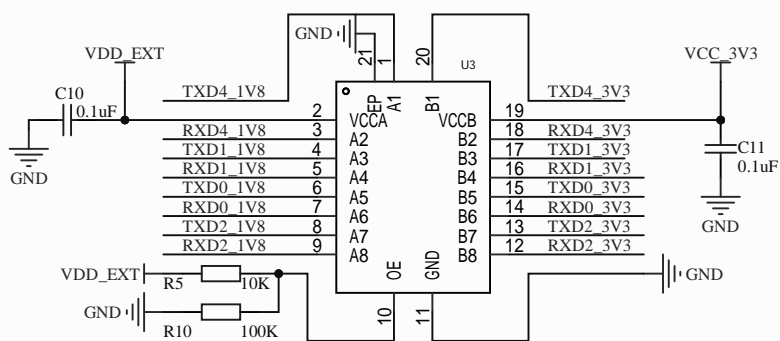 GND
20
U3
VDD_EXT
21
1
VCC_3V3
TXD4_1V8
EP
A1
B1
TXD4_3V3
C10
0.1uF
2
VCCA
VCCB
19
RXD4_1V8
3
A2
B2
18
RXD4_3V3
TXD1_1V8
4
A3
B3
17
TXD1_3V3
C11
0.1uF
RXD1_1V8
5
A4
B4
16
RXD1_3V3
GND
TXD0_1V8
6
A5
B5
15
TXD0_3V3
RXD0_1V8
7
A6
B6
14
RXD0_3V3
GND
TXD2_1V8
8
A7
B7
13
TXD2_3V3
RXD2_1V8
9
A8
B8
12
RXD2_3V3
OE
GND
VDD_EXT
R5
10K
GND
GND
R10
100K
10
11